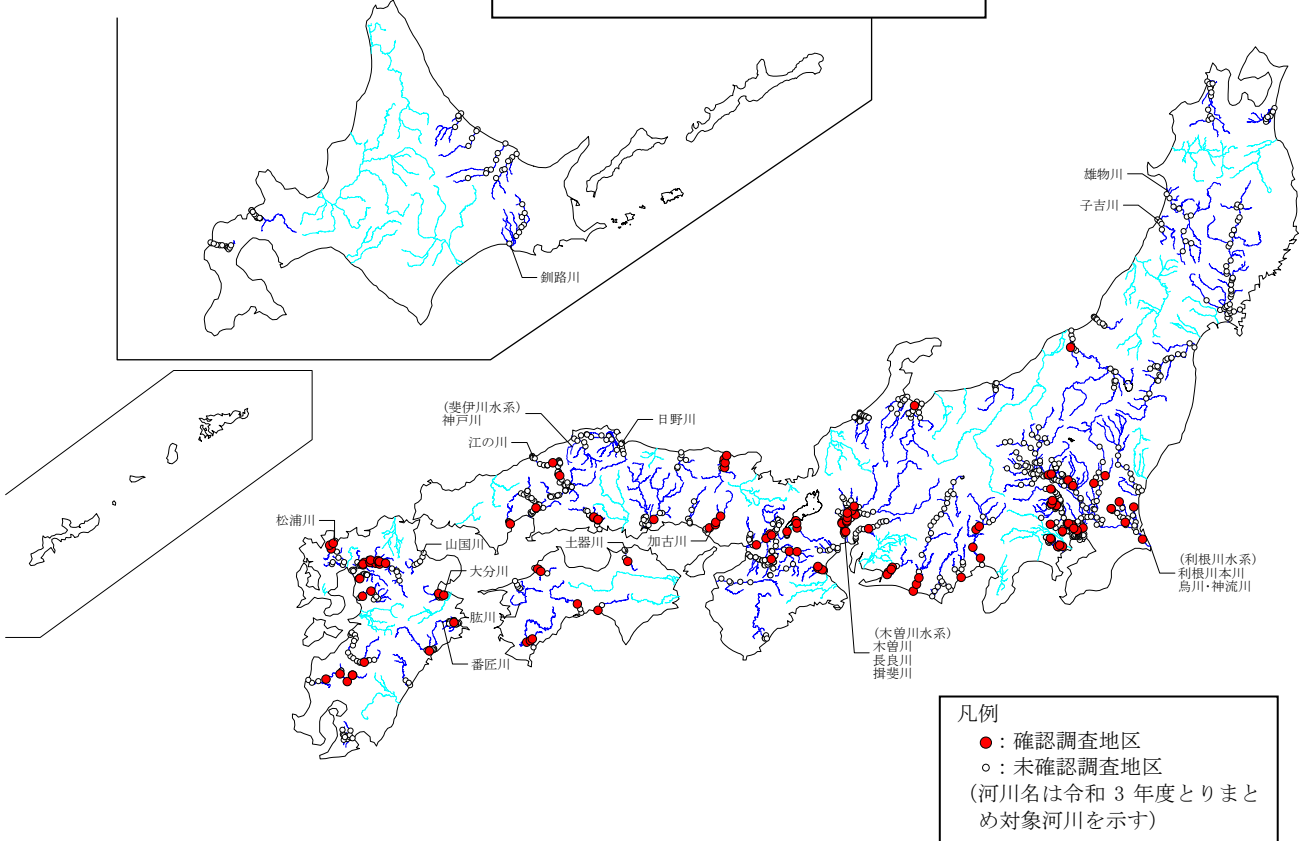 雄物川
子吉川
釧路川
(斐伊川水系)
神戸川
日野川
江の川
松浦川
山国川
土器川
加古川
大分川
肱川
番匠川
(利根川水系)
利根川本川
烏川・神流川
(木曽川水系)
木曽川
長良川
揖斐川
凡例
●：確認調査地区
○：未確認調査地区
(河川名は令和 3 年度とりまと
め対象河川を示す)